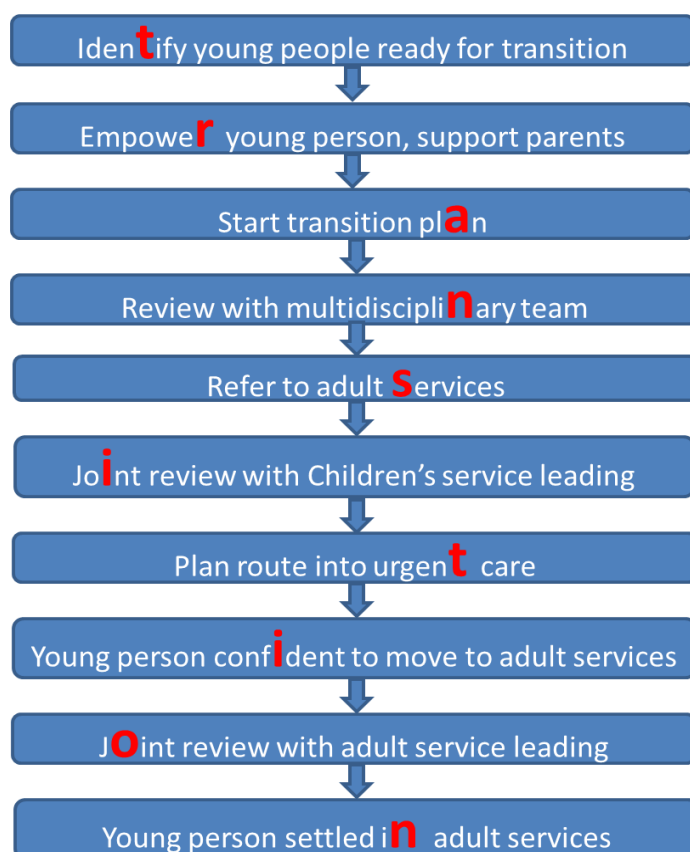 Identify young people ready for transition
Empower young person, support parents
Start transition plan
Review with multidisciplinary team
Refer to adult services
Joint review with Children’s service leading
Plan route into urgent care
Young person confident to move to adult services
Joint review with adult service leading
Young person settled in adult services